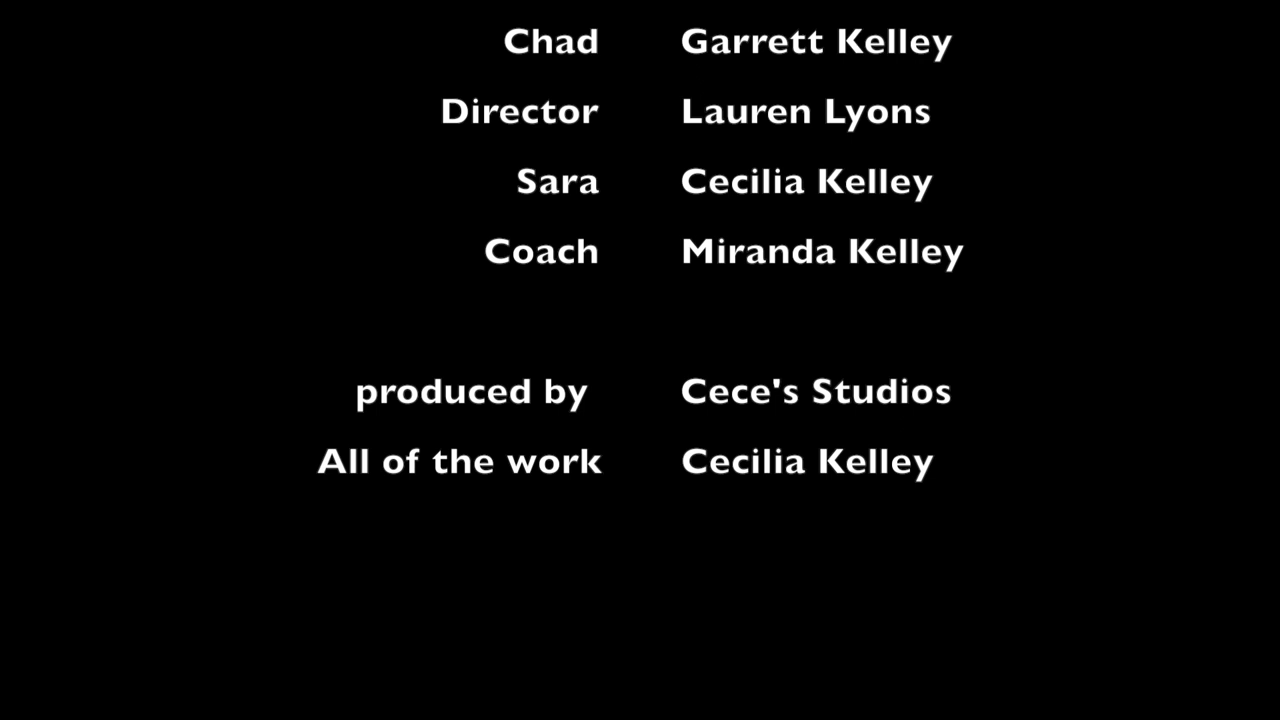 Chad Garrett Kelley
Director Lauren Lyons
Sara Cecilia Kelley
Coach Miranda Kelley
produced by Cece's Studios
All of the work Cecilia Kelley